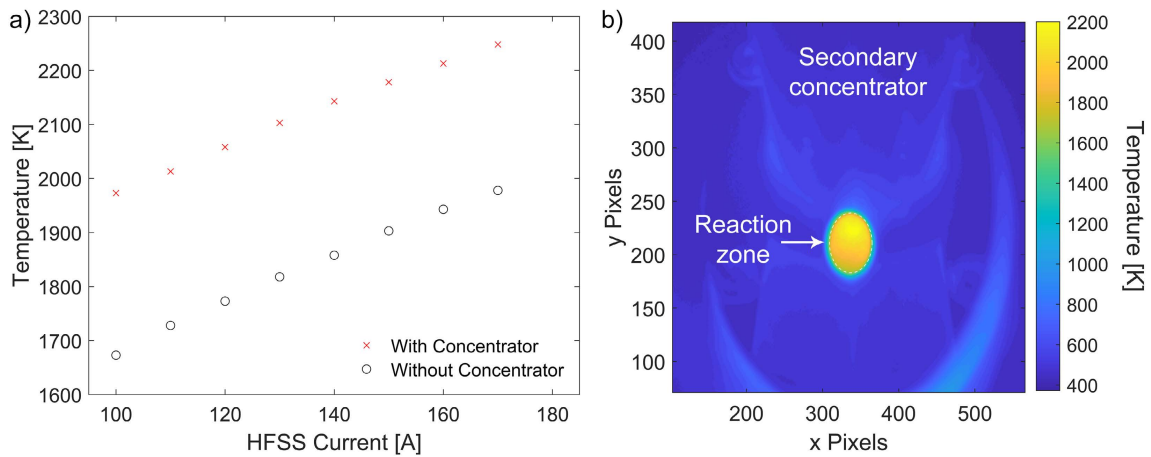 a)
2300
2200
2100
2000
1900
1800
1700
1600
Temperature [K]
100
120
140
160
180
HFSS Current [A]
With Concentrator
Without Concentrator
b)
400
350
300
250
200
150
100
y Pixels
200
300
400
500
x Pixels
Secondary
concentrator
Reaction
zone
2200
2000
1800
1600
1400
1200
1000
800
600
400
Temperature [K]